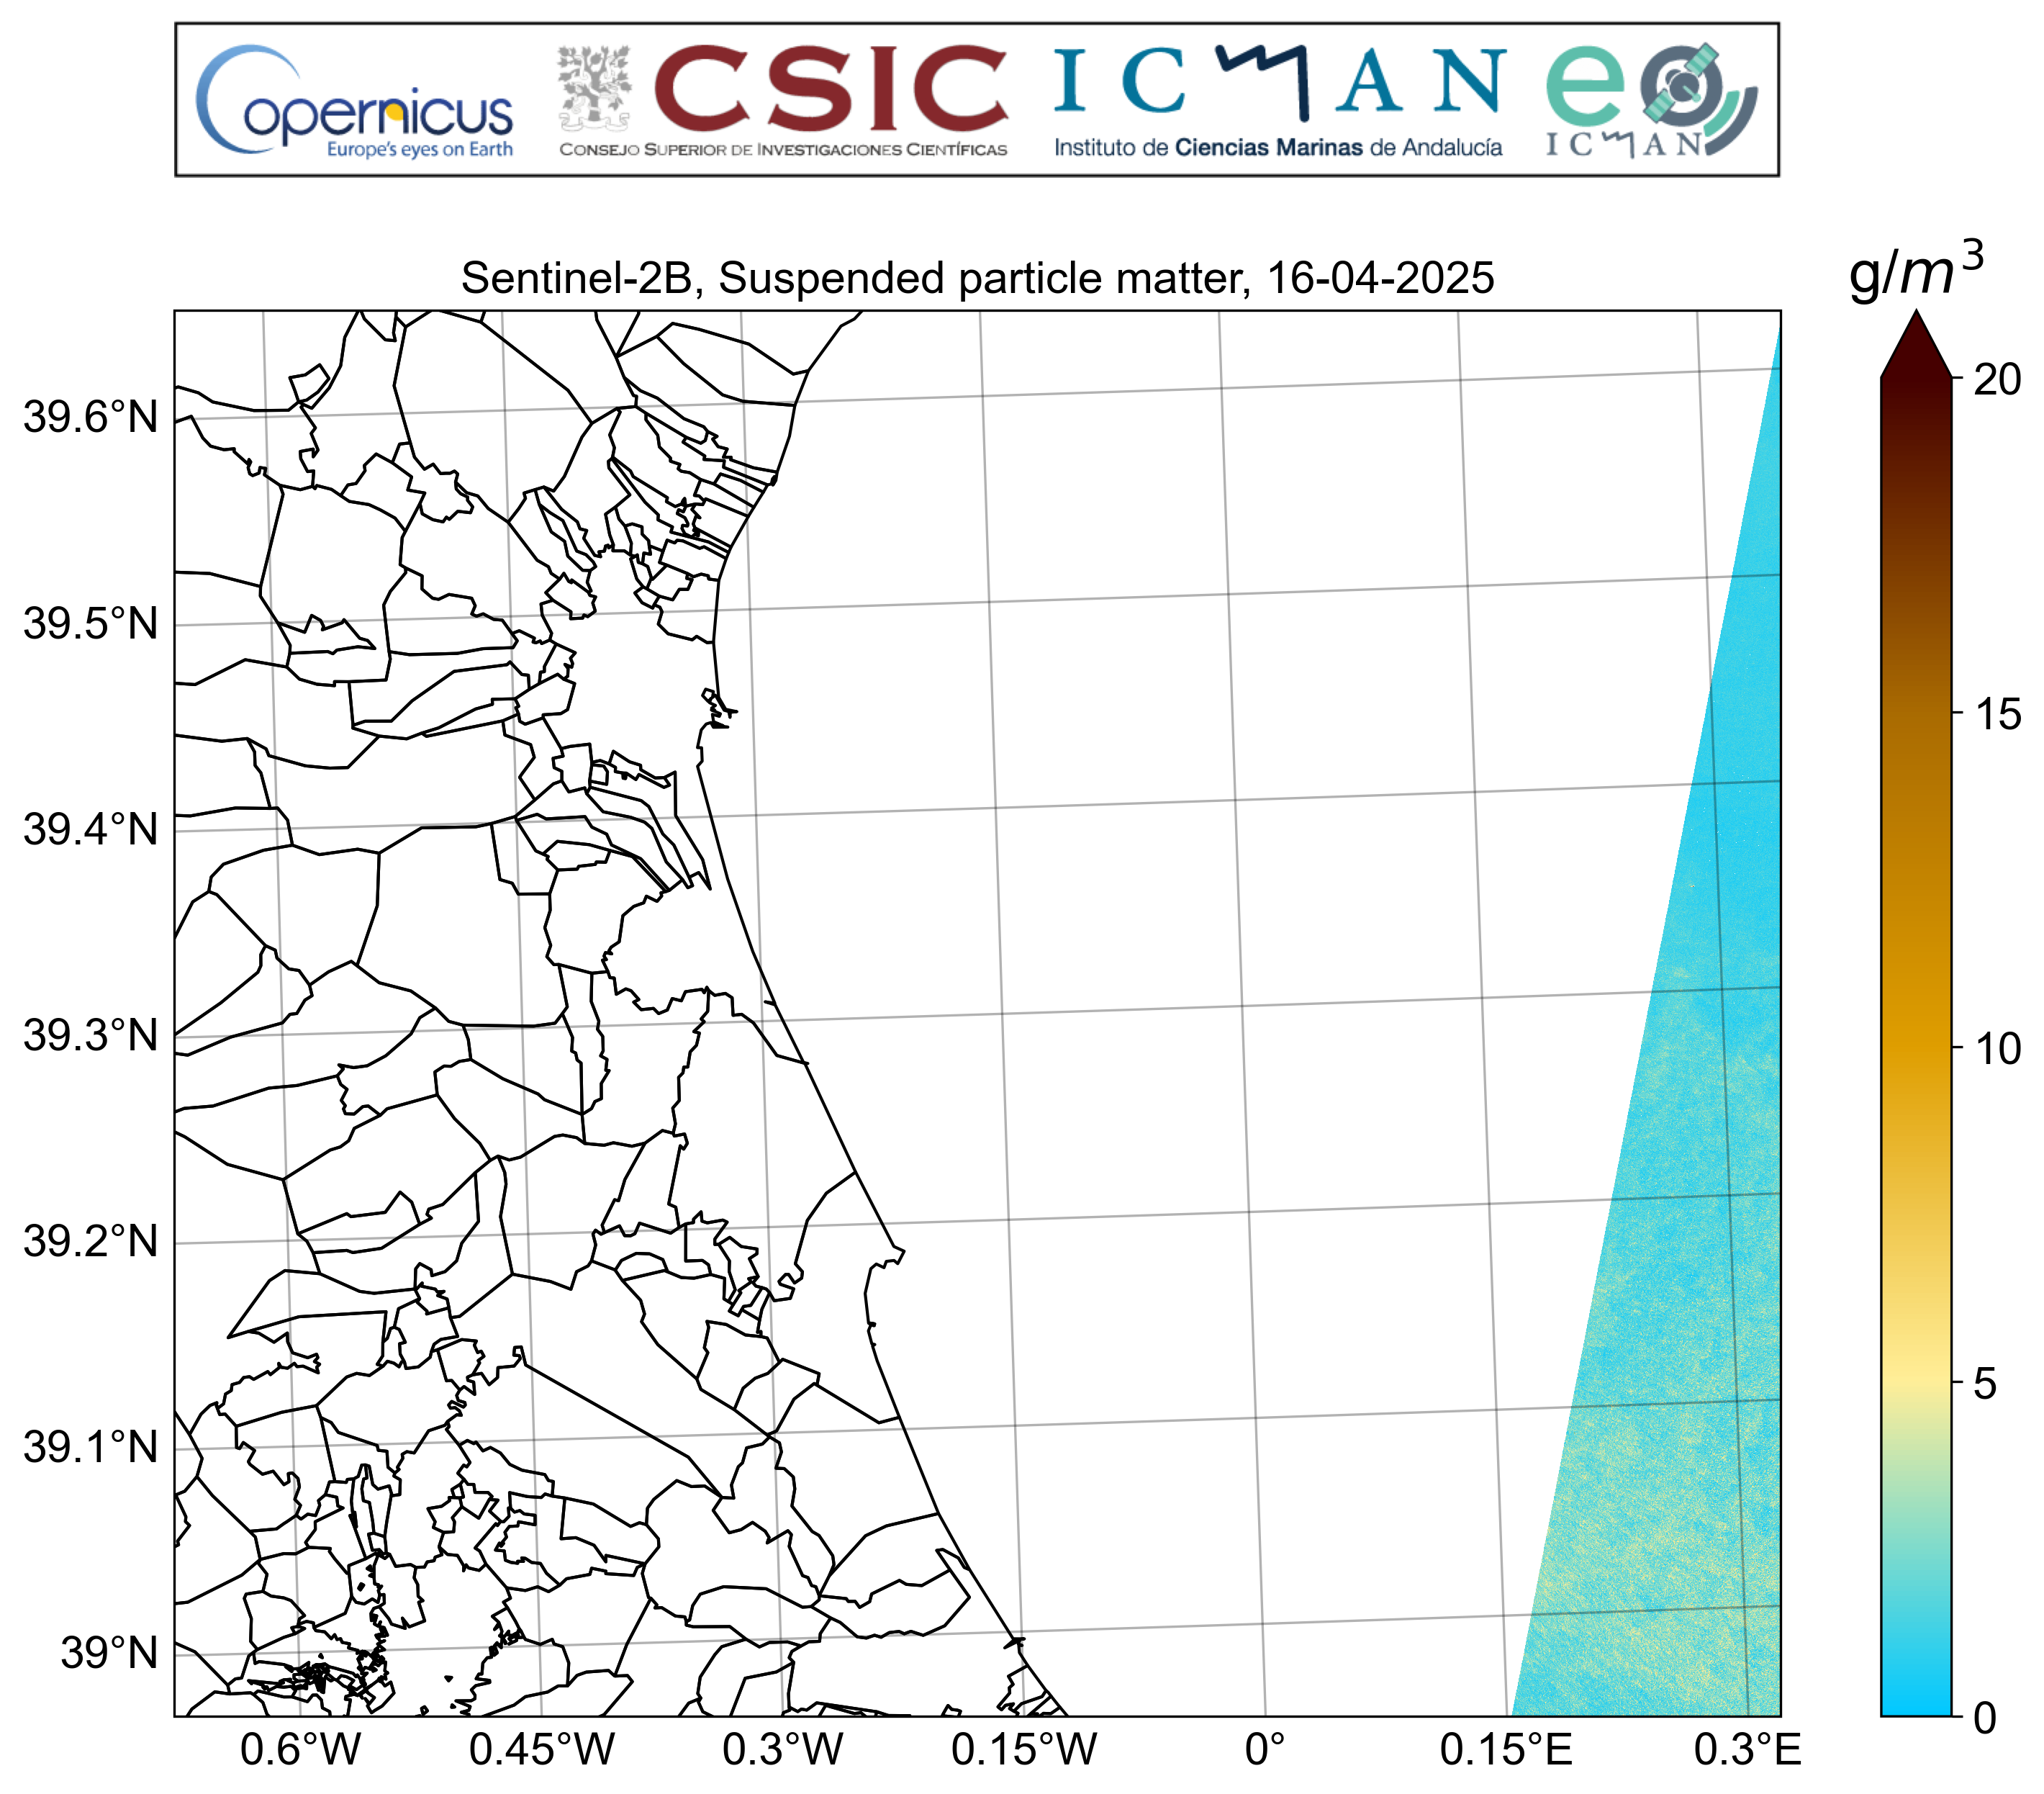 Copernicus
Europe's eyes on Earth
CSIC
CONSEJO SUPERIOR DE INVESTIGACIONES CIENTÍFICAS
ICMAN
Instituto de Ciencias Marinas de Andalucía
eo
ICMAN
Sentinel-2B, Suspended particle matter, 16-04-2025
g/m³
39.6°N
39.5°N
39.4°N
39.3°N
39.2°N
39.1°N
39°N
0.6°W 0.45°W 0.3°W 0.15°W 0° 0.15°E 0.3°E
20
15
10
5
0